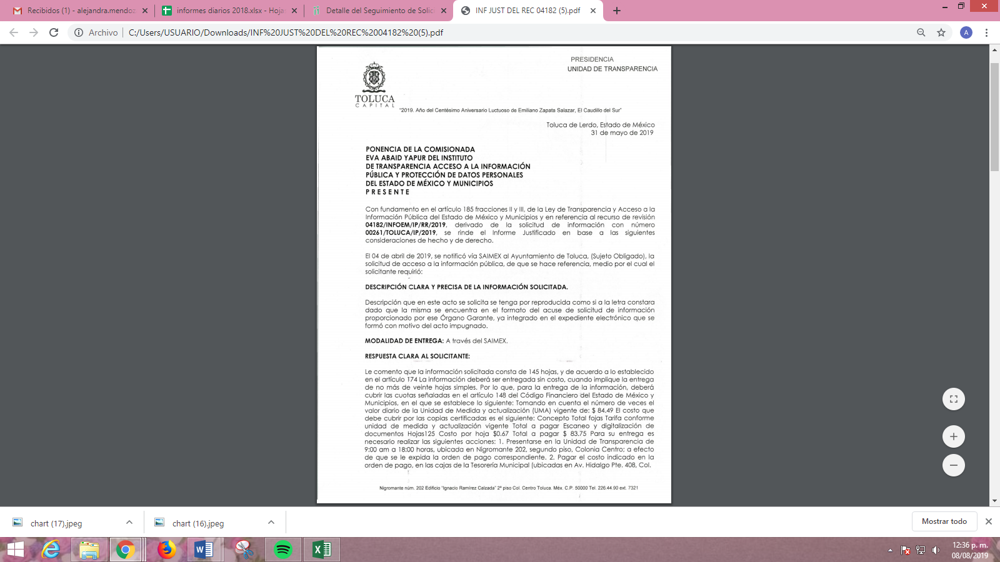 Recibidos (1) - alejandra.mendoz
informes diarios 2018.xlsx - Hoja
Detalle del Seguimiento de Solic
INF JUST DEL REC 04182 (5).pdf
Archivo
C:/Users/USUARIO/Downloads/INF%20JUST%20DEL%20REC%2004182%20(5).pdf
A
PRESIDENCIA
UNIDAD DE TRANSPARENCIA
TOLUCA
CAPITAL
"2019. Año del Centésimo Aniversario Luctuoso de Emiliano Zapata Salazar, El Caudillo del Sur"
Toluca de Lerdo, Estado de México
31 de mayo de 2019
PONENCIA DE LA COMISIONADA
EVA ABAID YAPUR DEL INSTITUTO
DE TRANSPARENCIA ACCESO A LA INFORMACIÓN
PÚBLICA Y PROTECCIÓN DE DATOS PERSONALES
DEL ESTADO DE MÉXICO Y MUNICIPIOS
P R E S E N T E
Con fundamento en el artículo 185 fracciones II y III, de la Ley de Transparencia y Acceso a la
Información Pública del Estado de México y Municipios y en referencia al recurso de revisión
04182/INFOEM/IP/RR/2019, derivado de la solicitud de información con número
00261/TOLUCA/IP/2019, se rinde el Informe Justificado en base a las siguientes
consideraciones de hecho y de derecho.
El 04 de abril de 2019, se notificó vía SAIMEX al Ayuntamiento de Toluca, (Sujeto Obligado), la
solicitud de acceso a la información pública, de que se hace referencia, medio por el cual el
solicitante requirió:
DESCRIPCIÓN CLARA Y PRECISA DE LA INFORMACIÓN SOLICITADA.
Descripción que en este acto se solicita se tenga por reproducida como si a la letra constara
dado que la misma se encuentra en el formato del acuse de solicitud de información
proporcionado por ese Órgano Garante, ya integrado en el expediente electrónico que se
formó con motivo del acto impugnado.
MODALIDAD DE ENTREGA: A través del SAIMEX.
RESPUESTA CLARA AL SOLICITANTE:
Le comento que la información solicitada consta de 145 hojas, y de acuerdo a lo establecido
en el artículo 174 La información deberá ser entregada sin costo, cuando implique la entrega
de no más de veinte hojas simples. Por lo que, para la entrega de la información, deberá
cubrir las cuotas señaladas en el artículo 148 del Código Financiero del Estado de México y
Municipios, en el que se establece lo siguiente: Tomando en cuenta el número de veces el
valor diario de la Unidad de Medida y actualización (UMA) vigente de: $ 84.49 El costo que
debe cubrir por las copias certificadas es el siguiente: Concepto Total fojas Tarifa conforme
unidad de medida y actualización vigente Total a pagar Escaneo y digitalización de
documentos Hojas125 Costo por hoja $0.67 Total a pagar $ 83.75 Para su entrega es
necesario realizar las siguientes acciones: 1. Presentarse en la Unidad de Transparencia de
9:00 am a 18:00 horas, ubicada en Nigromante 202, segundo piso, Colonia Centro; a efecto
de que se le expida la orden de pago correspondiente. 2. Pagar el costo indicado en la
orden de pago, en las cajas de la Tesorería Municipal (ubicadas en Av. Hidalgo Pte. 408, Col.
Nigromante núm. 202 Edificio "Ignacio Ramírez Calzada" 2º piso Col. Centro Toluca. Méx. C.P. 50000 Tel. 226.44.90 ext. 7321
chart (17).jpeg
chart (16).jpeg
Mostrar todo
12:36 p. m.
08/08/2019